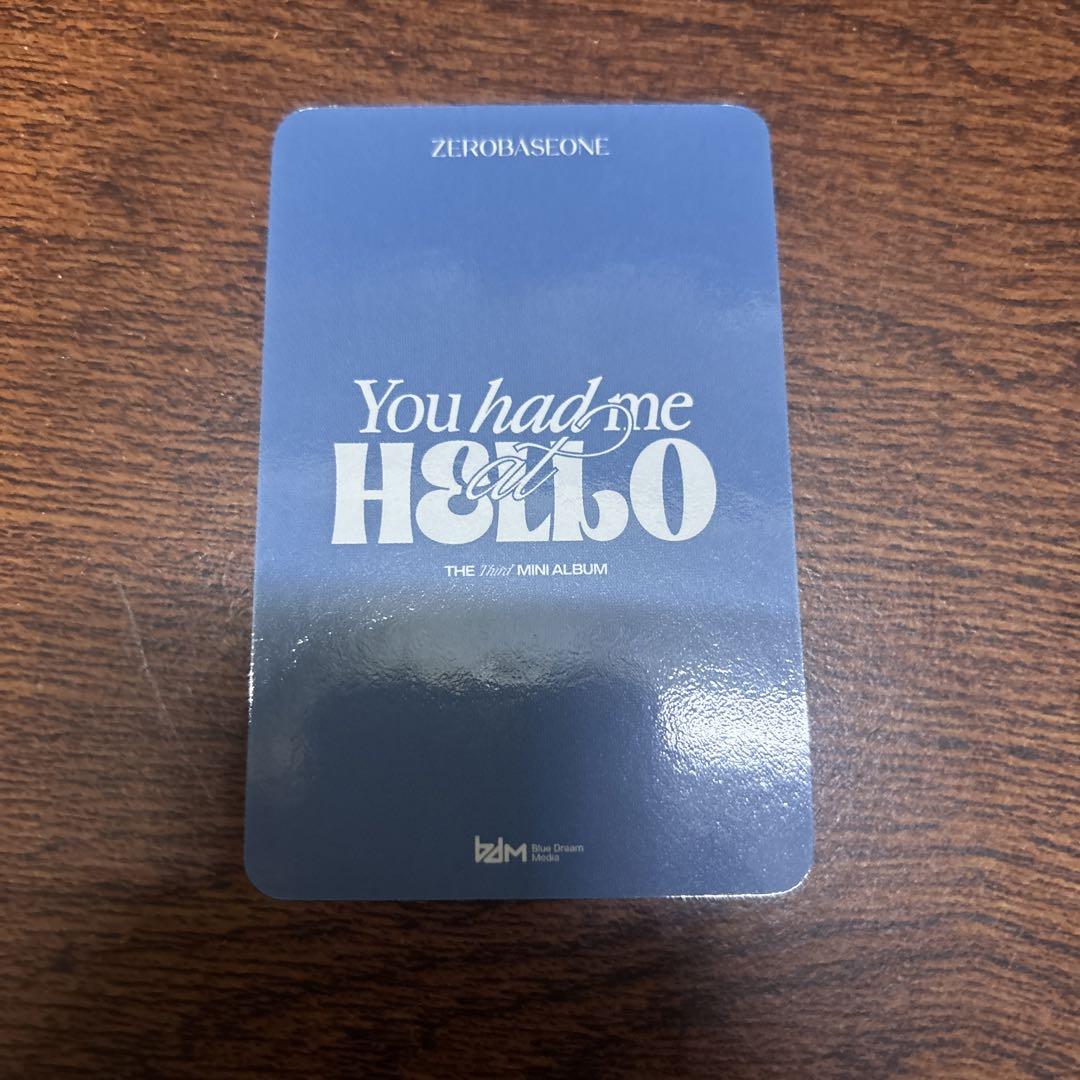 ZEROBASEONE
You had me
at
HELLO
THE Third MINI ALBUM
bdm Blue Dream
Media